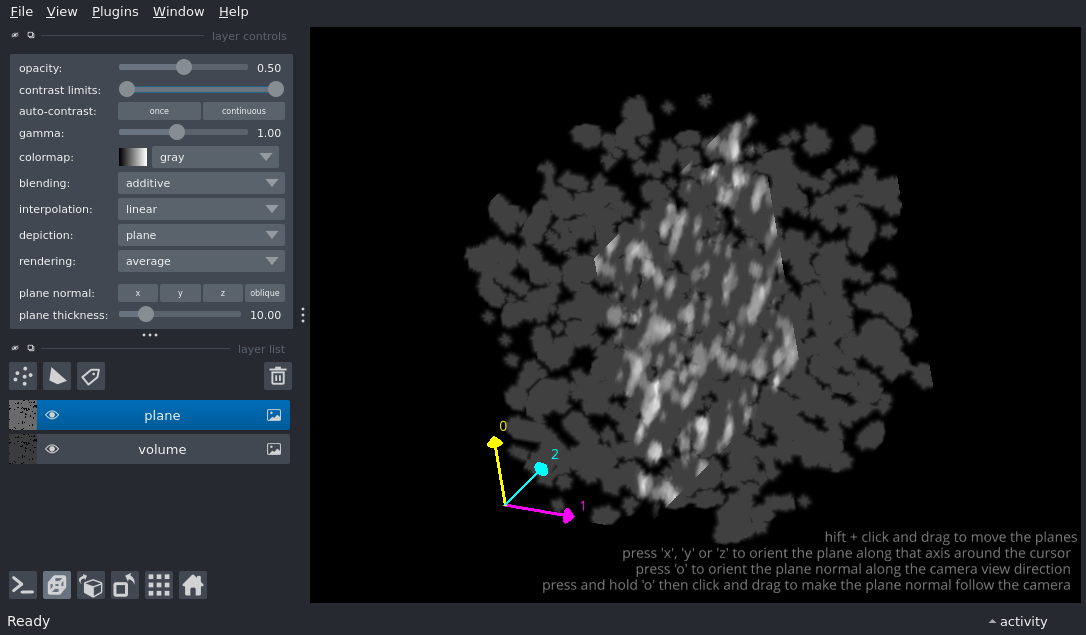 File View Plugins Window Help
layer controls
opacity: 0.50
contrast limits:
auto-contrast: once continuous
gamma: 1.00
colormap: gray
blending: additive
interpolation: linear
depiction: plane
rendering: average
plane normal: x y z oblique
plane thickness: 10.00
layer list
plane
volume
0
2
1
hift + click and drag to move the planes
press 'x', 'y' or 'z' to orient the plane along that axis around the cursor
press 'o' to orient the plane normal along the camera view direction
press and hold 'o' then click and drag to make the plane normal follow the camera
Ready
activity